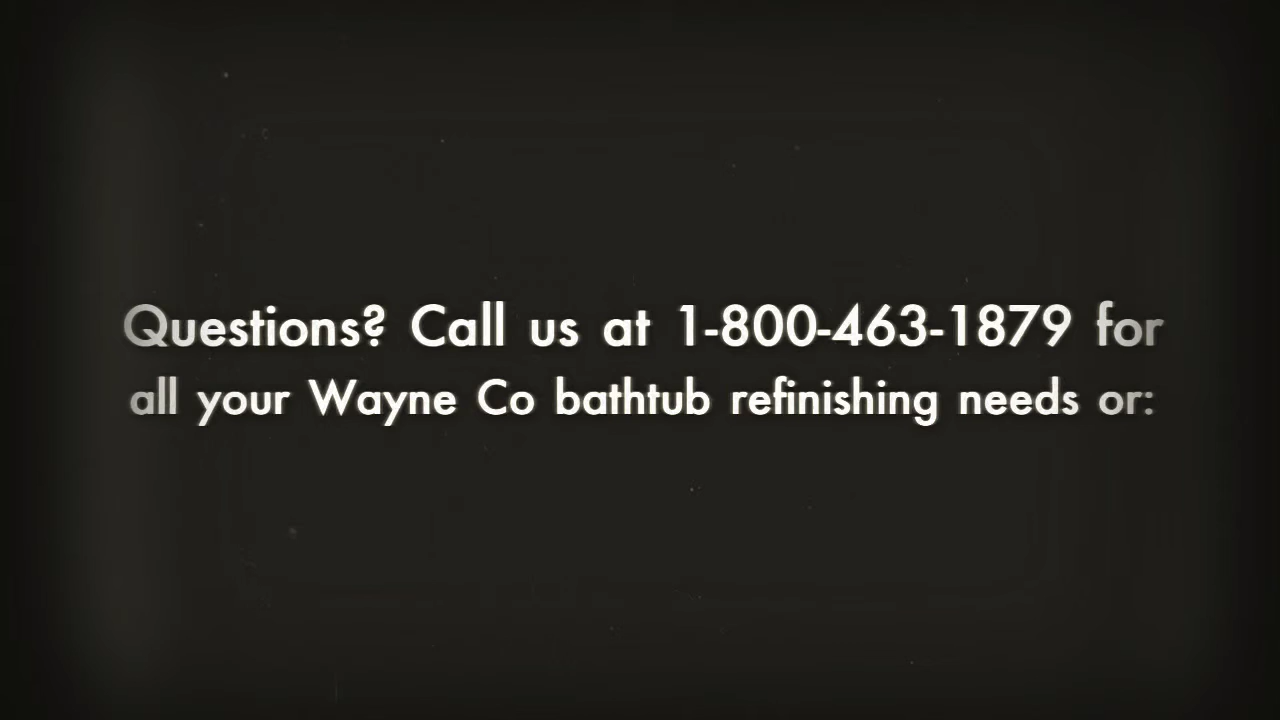 Questions? Call us at 1-800-463-1879 for
all your Wayne Co bathtub refinishing needs or: